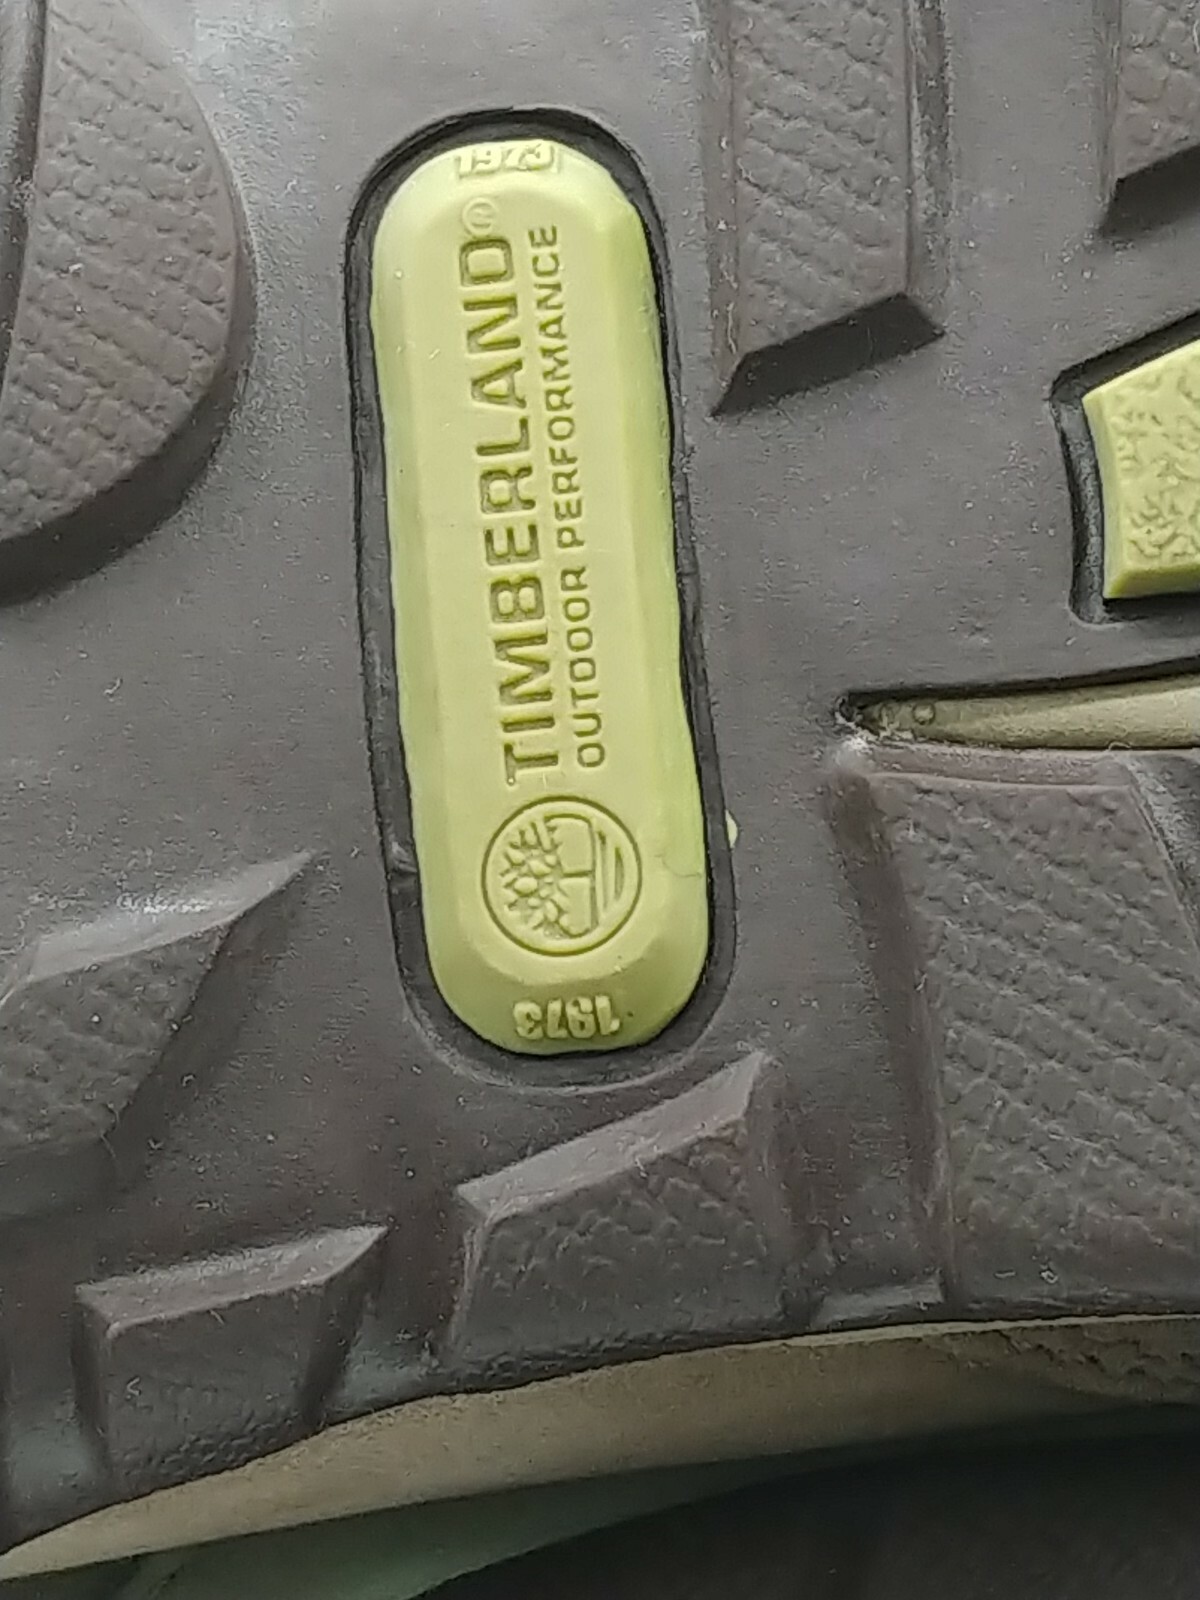 1973
TIMBERLAND®
OUTDOOR PERFORMANCE
1973